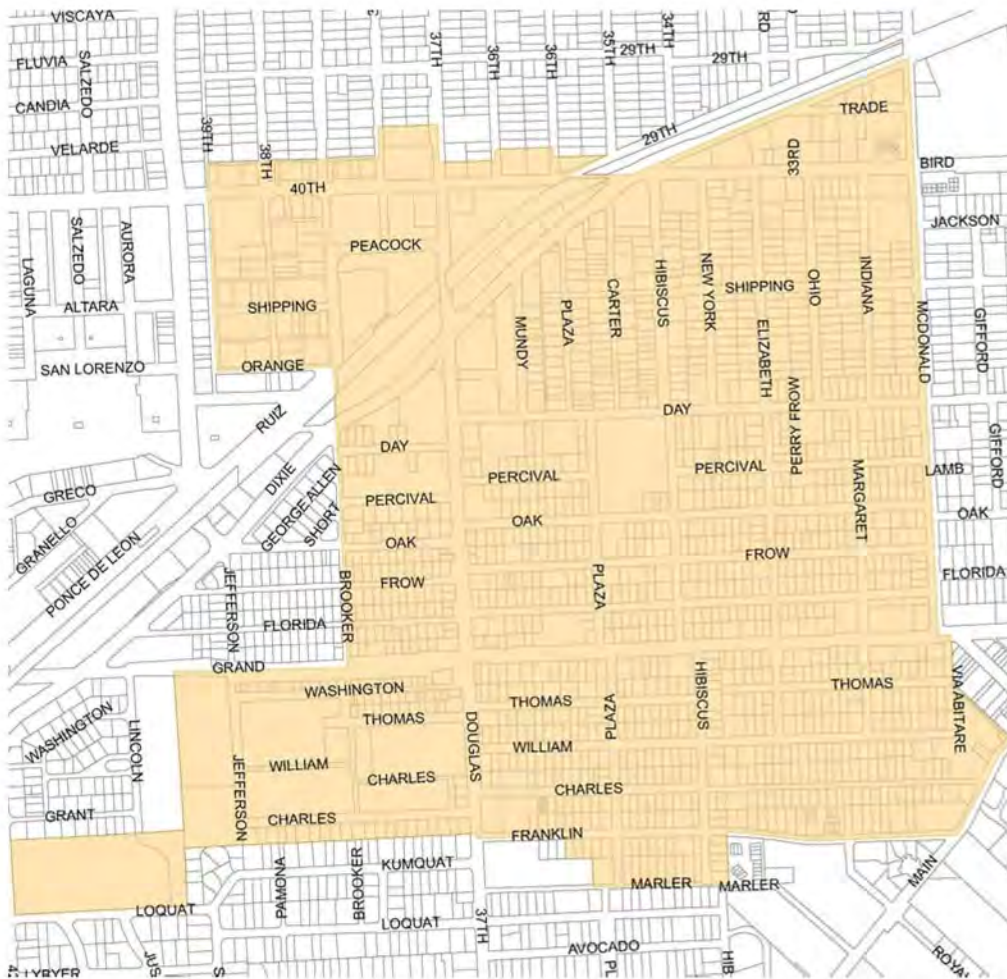 VISCAYA
FLUVIA
SALZEDO
CANDIA
VELARDE
39TH
38TH
37TH
36TH
36TH
35TH
34TH
29TH
29TH
29TH
TRADE
33RD
BIRD
40TH
JACKSON
PEACOCK
SALZEDO
AURORA
LAGUNA
ALTARA
SHIPPING
MUNDY
PLAZA
CARTER
HIBISCUS
NEW YORK
SHIPPING
ELIZABETH
OHIO
INDIANA
MCDONALD
GIFFORD
SAN LORENZO
ORANGE
RUIZ
DAY
PERRY FROW
DAY
GIFFORD
DIXIE
GEORGE ALLEN
SHORT
GRECO
GRANELLO
PONCE DE LEON
PERCIVAL
PERCIVAL
PERCIVAL
MARGARET
LAMB
OAK
OAK
OAK
FROW
FROW
FLORIDA
JEFFERSON
BROOKER
PLAZA
FLORIDA
GRAND
WASHINGTON
THOMAS
THOMAS
PLAZA
HIBISCUS
THOMAS
VIA ABITARE
WASHINGTON
LINCOLN
DOUGLAS
WILLIAM
WILLIAM
JEFFERSON
CHARLES
CHARLES
GRANT
CHARLES
FRANKLIN
PAMONA
BROOKER
KUMQUAT
MARLER
MARLER
MAIN
LOQUAT
LOQUAT
37TH
AVOCADO